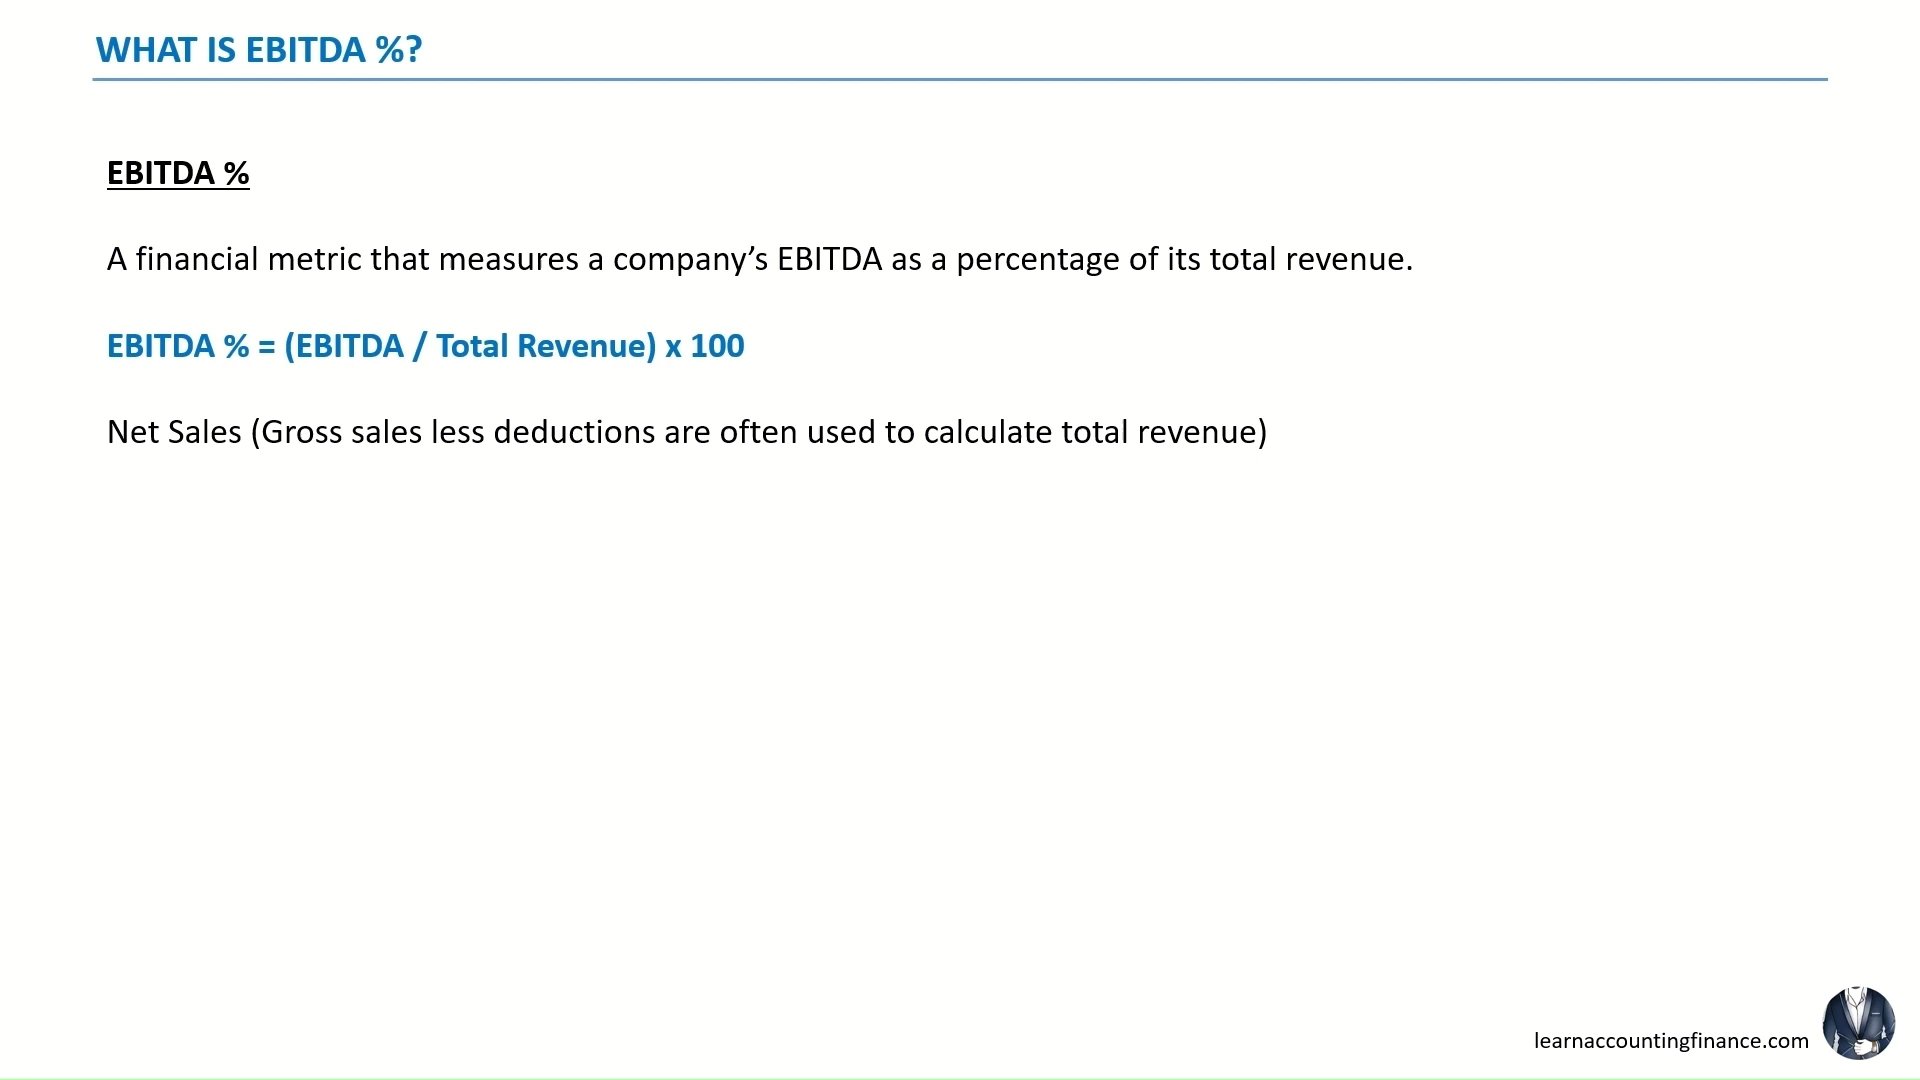 WHAT IS EBITDA %?
EBITDA %
A financial metric that measures a company’s EBITDA as a percentage of its total revenue.
EBITDA % = (EBITDA / Total Revenue) x 100
Net Sales (Gross sales less deductions are often used to calculate total revenue)
learnaccountingfinance.com